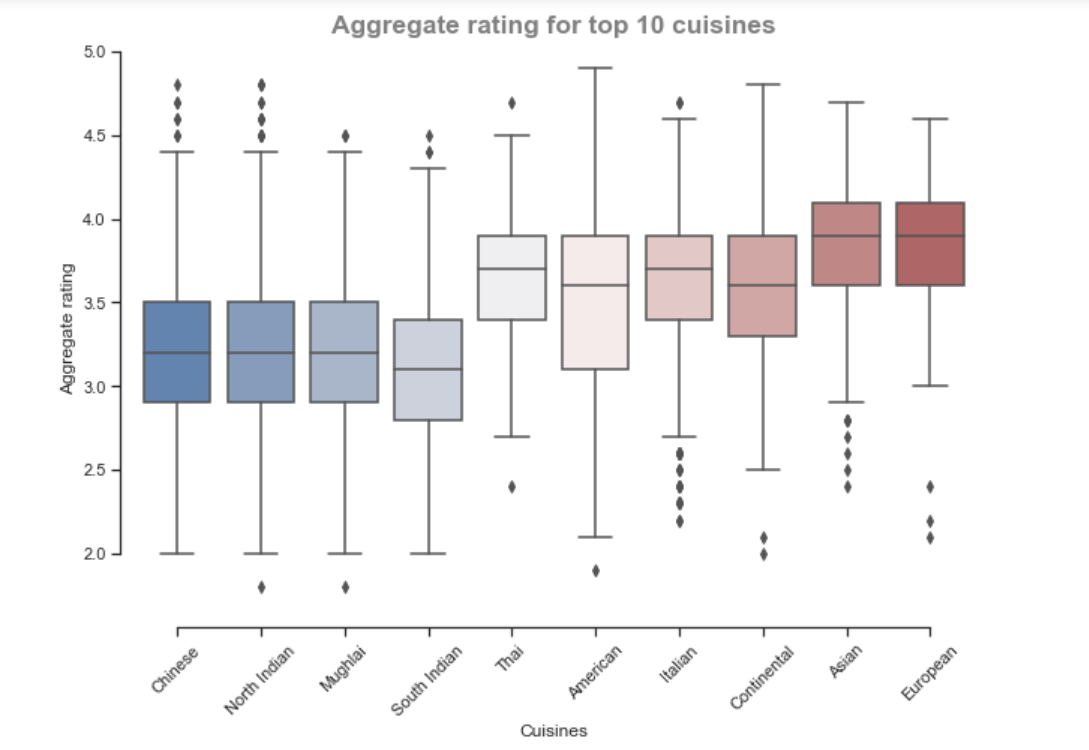 Aggregate rating for top 10 cuisines
5.0
4.5
4.0
3.5
3.0
2.5
2.0
Aggregate rating
Chinese
North Indian
Mughlai
South Indian
Thai
American
Italian
Continental
Asian
European
Cuisines